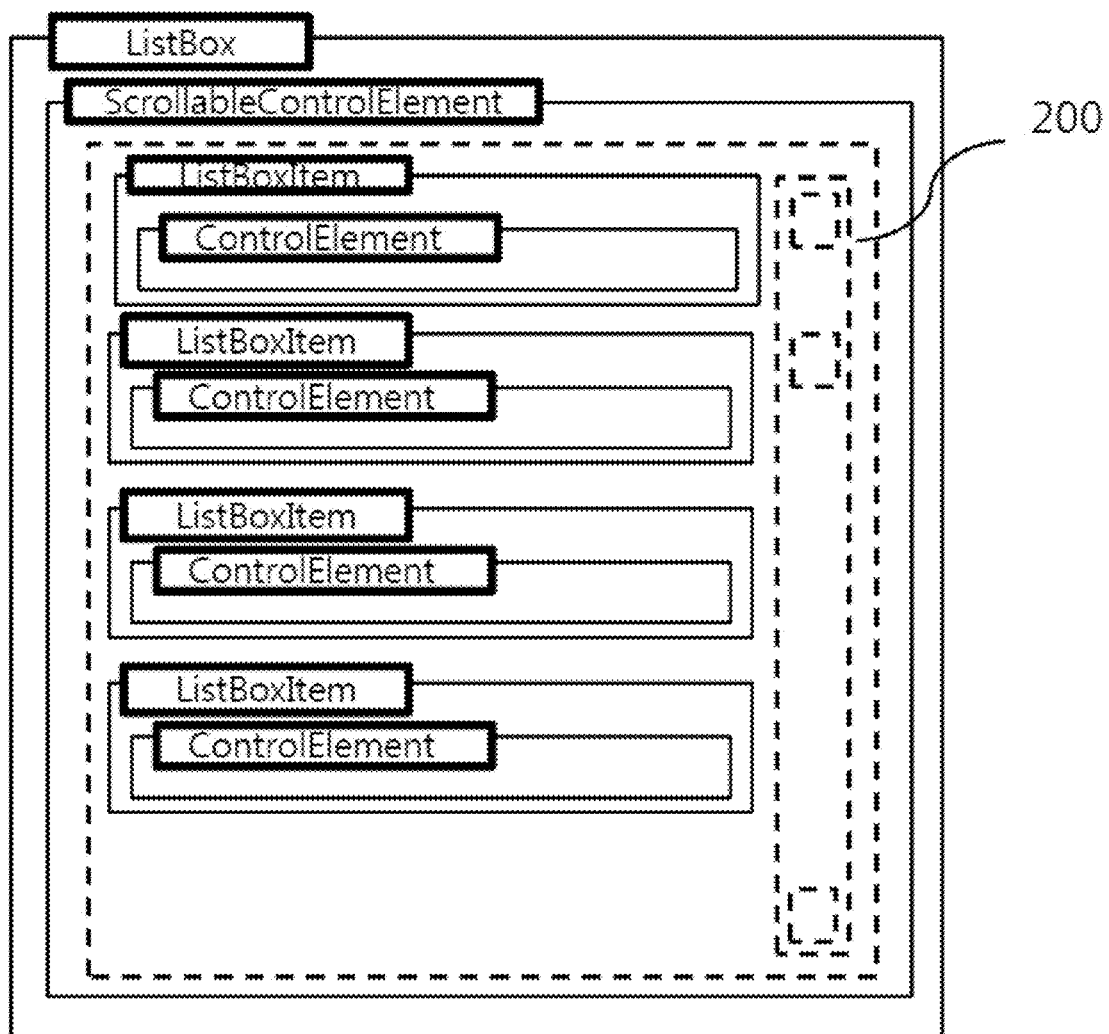 ListBox
ScrollableControlElement
200
ListBoxItem
ControlElement
ListBoxItem
ControlElement
ListBoxItem
ControlElement
ListBoxItem
ControlElement